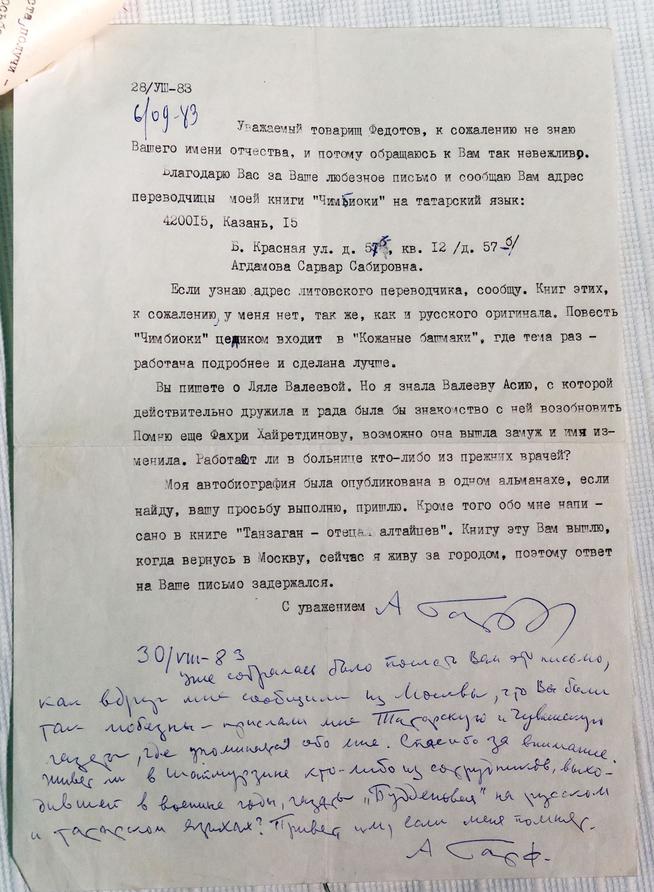 28/УШ-83
6/09-83
Уважаемый товарищ Федотов, к сожалению не знаю
Вашего имени отчества, и потому обращаюсь к Вам так невежливо.
Благодарю Вас за Ваше любезное письмо и сообщаю Вам адрес
переводчицы моей книги "Чимбиоки" на татарский язык:
420015, Казань, 15
Б. Красная ул. д. 57б, кв. 12 /д. 57-б/
Агдамова Сарвар Сабировна.
Если узнаю адрес литовского переводчика, сообщу. Книг этих,
к сожалению, у меня нет, так же, как и русского оригинала. Повесть
"Чимбиоки" целиком входит в "Кожаные башмаки", где тема раз -
работана подробнее и сделана лучше.
Вы пишете о Ляле Валеевой. Но я знала Валееву Асию, с которой
действительно дружила и рада была бы знакомство с ней возобновить
Помню еще Фахри Хайретдинову, возможно она вышла замуж и имя из-
менила. Работает ли в больнице кто-либо из прежних врачей?
Моя автобиография была опубликована в одном альманахе, если
найду, вашу просьбу выполню, пришлю. Кроме того обо мне напи -
сано в книге "Танзаган - отец алтайцев". Книгу эту Вам вышлю,
когда вернусь в Москву, сейчас я живу за городом, поэтому ответ
на Ваше письмо задержался.
С уважением А Гарф
30/VIII-83
Уже собралась было послать Вам это письмо,
как вдруг мне сообщили из Москвы, что Вы были
так любезны - прислали мне Татарскую и Чувашскую
газеты, где упоминают обо мне. Спасибо за внимание.
Живет ли в Шаймурзине кто-либо из сотрудников, выхо-
дившей в военные годы, газеты „Буденовец" на русском
и татарском языках? Привет им, если меня помнят.
А Гарф.